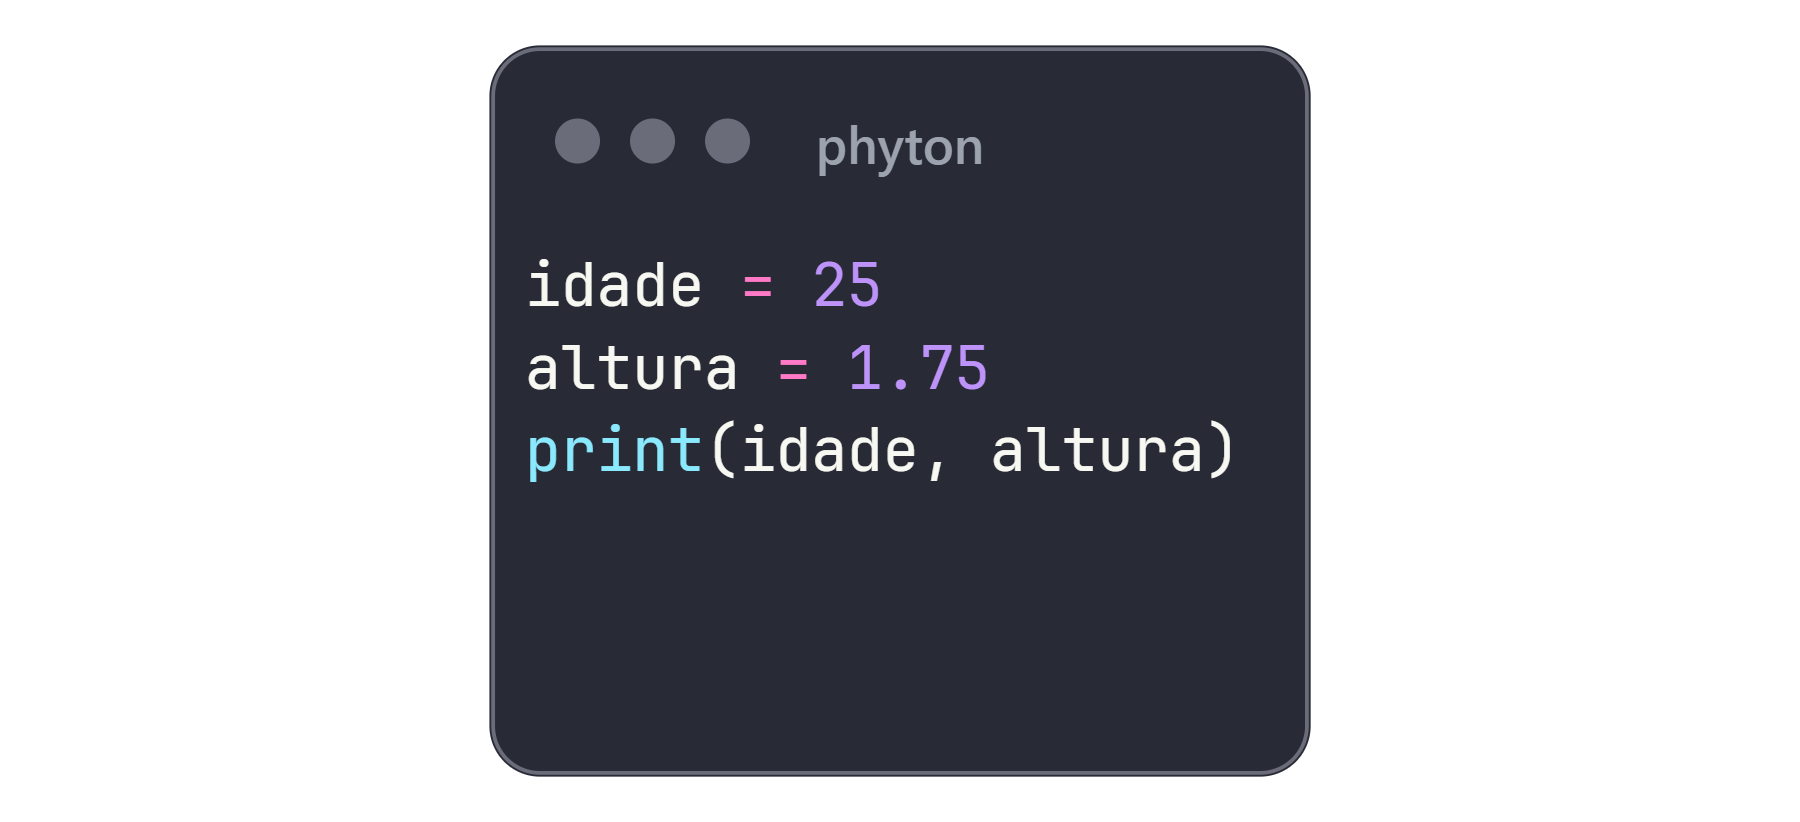 phyton
idade = 25
altura = 1.75
print(idade, altura)